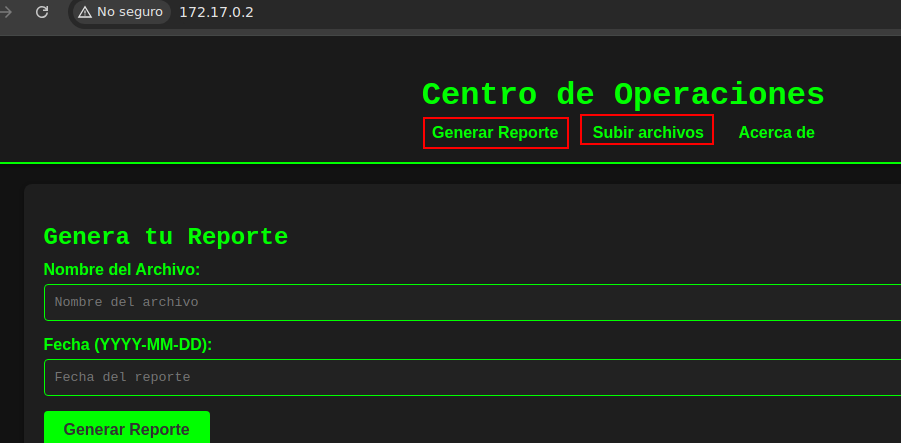 No seguro 172.17.0.2
Centro de Operaciones
Generar Reporte Subir archivos Acerca de
Genera tu Reporte
Nombre del Archivo:
Nombre del archivo
Fecha (YYYY-MM-DD):
Fecha del reporte
Generar Reporte